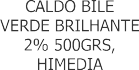 CALDO BILE
VERDE BRILHANTE
2% 500GRS,
HIMEDIA